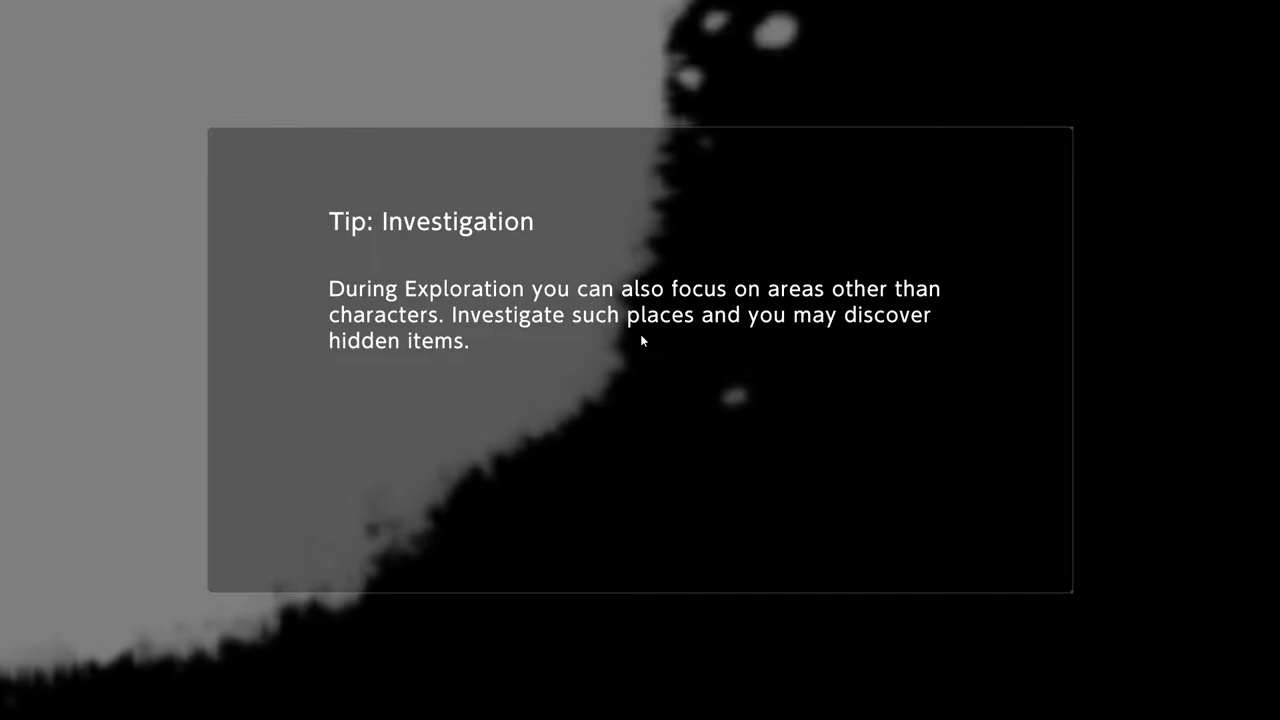 Tip: Investigation
During Exploration you can also focus on areas other than
characters. Investigate such places and you may discover
hidden items.